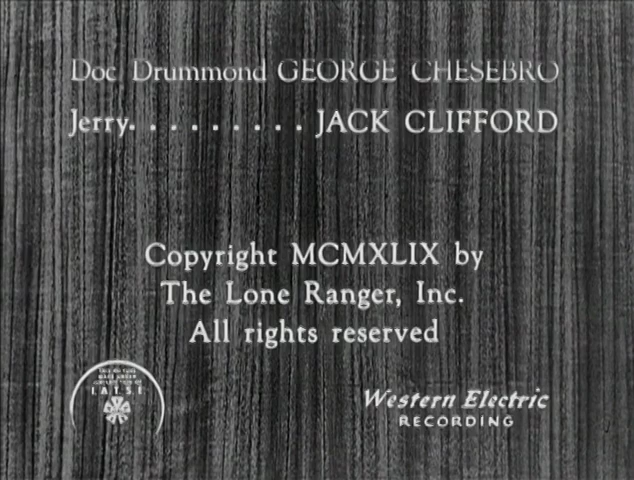 Doc Drummond GEORGE CHESEBRO
Jerry. . . . . . . . . JACK CLIFFORD
Copyright MCMXLIX by
The Lone Ranger, Inc.
All rights reserved
I.A.T.S.E.
Western Electric
RECORDING